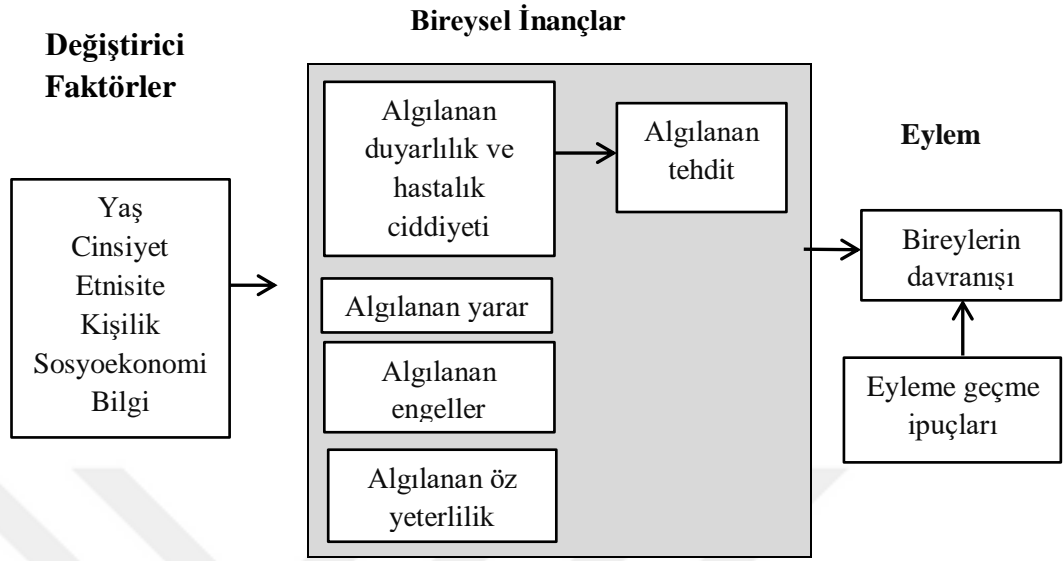 Değiştirici
Faktörler
Yaş
Cinsiyet
Etnisite
Kişilik
Sosyoekonomi
Bilgi
Bireysel İnançlar
Algılanan
duyarlılık ve
hastalık
ciddiyeti
Algılanan
tehdit
Algılanan yarar
Algılanan
engeller
Algılanan öz
yeterlilik
Eylem
Bireylerin
davranışı
Eyleme geçme
ipuçları